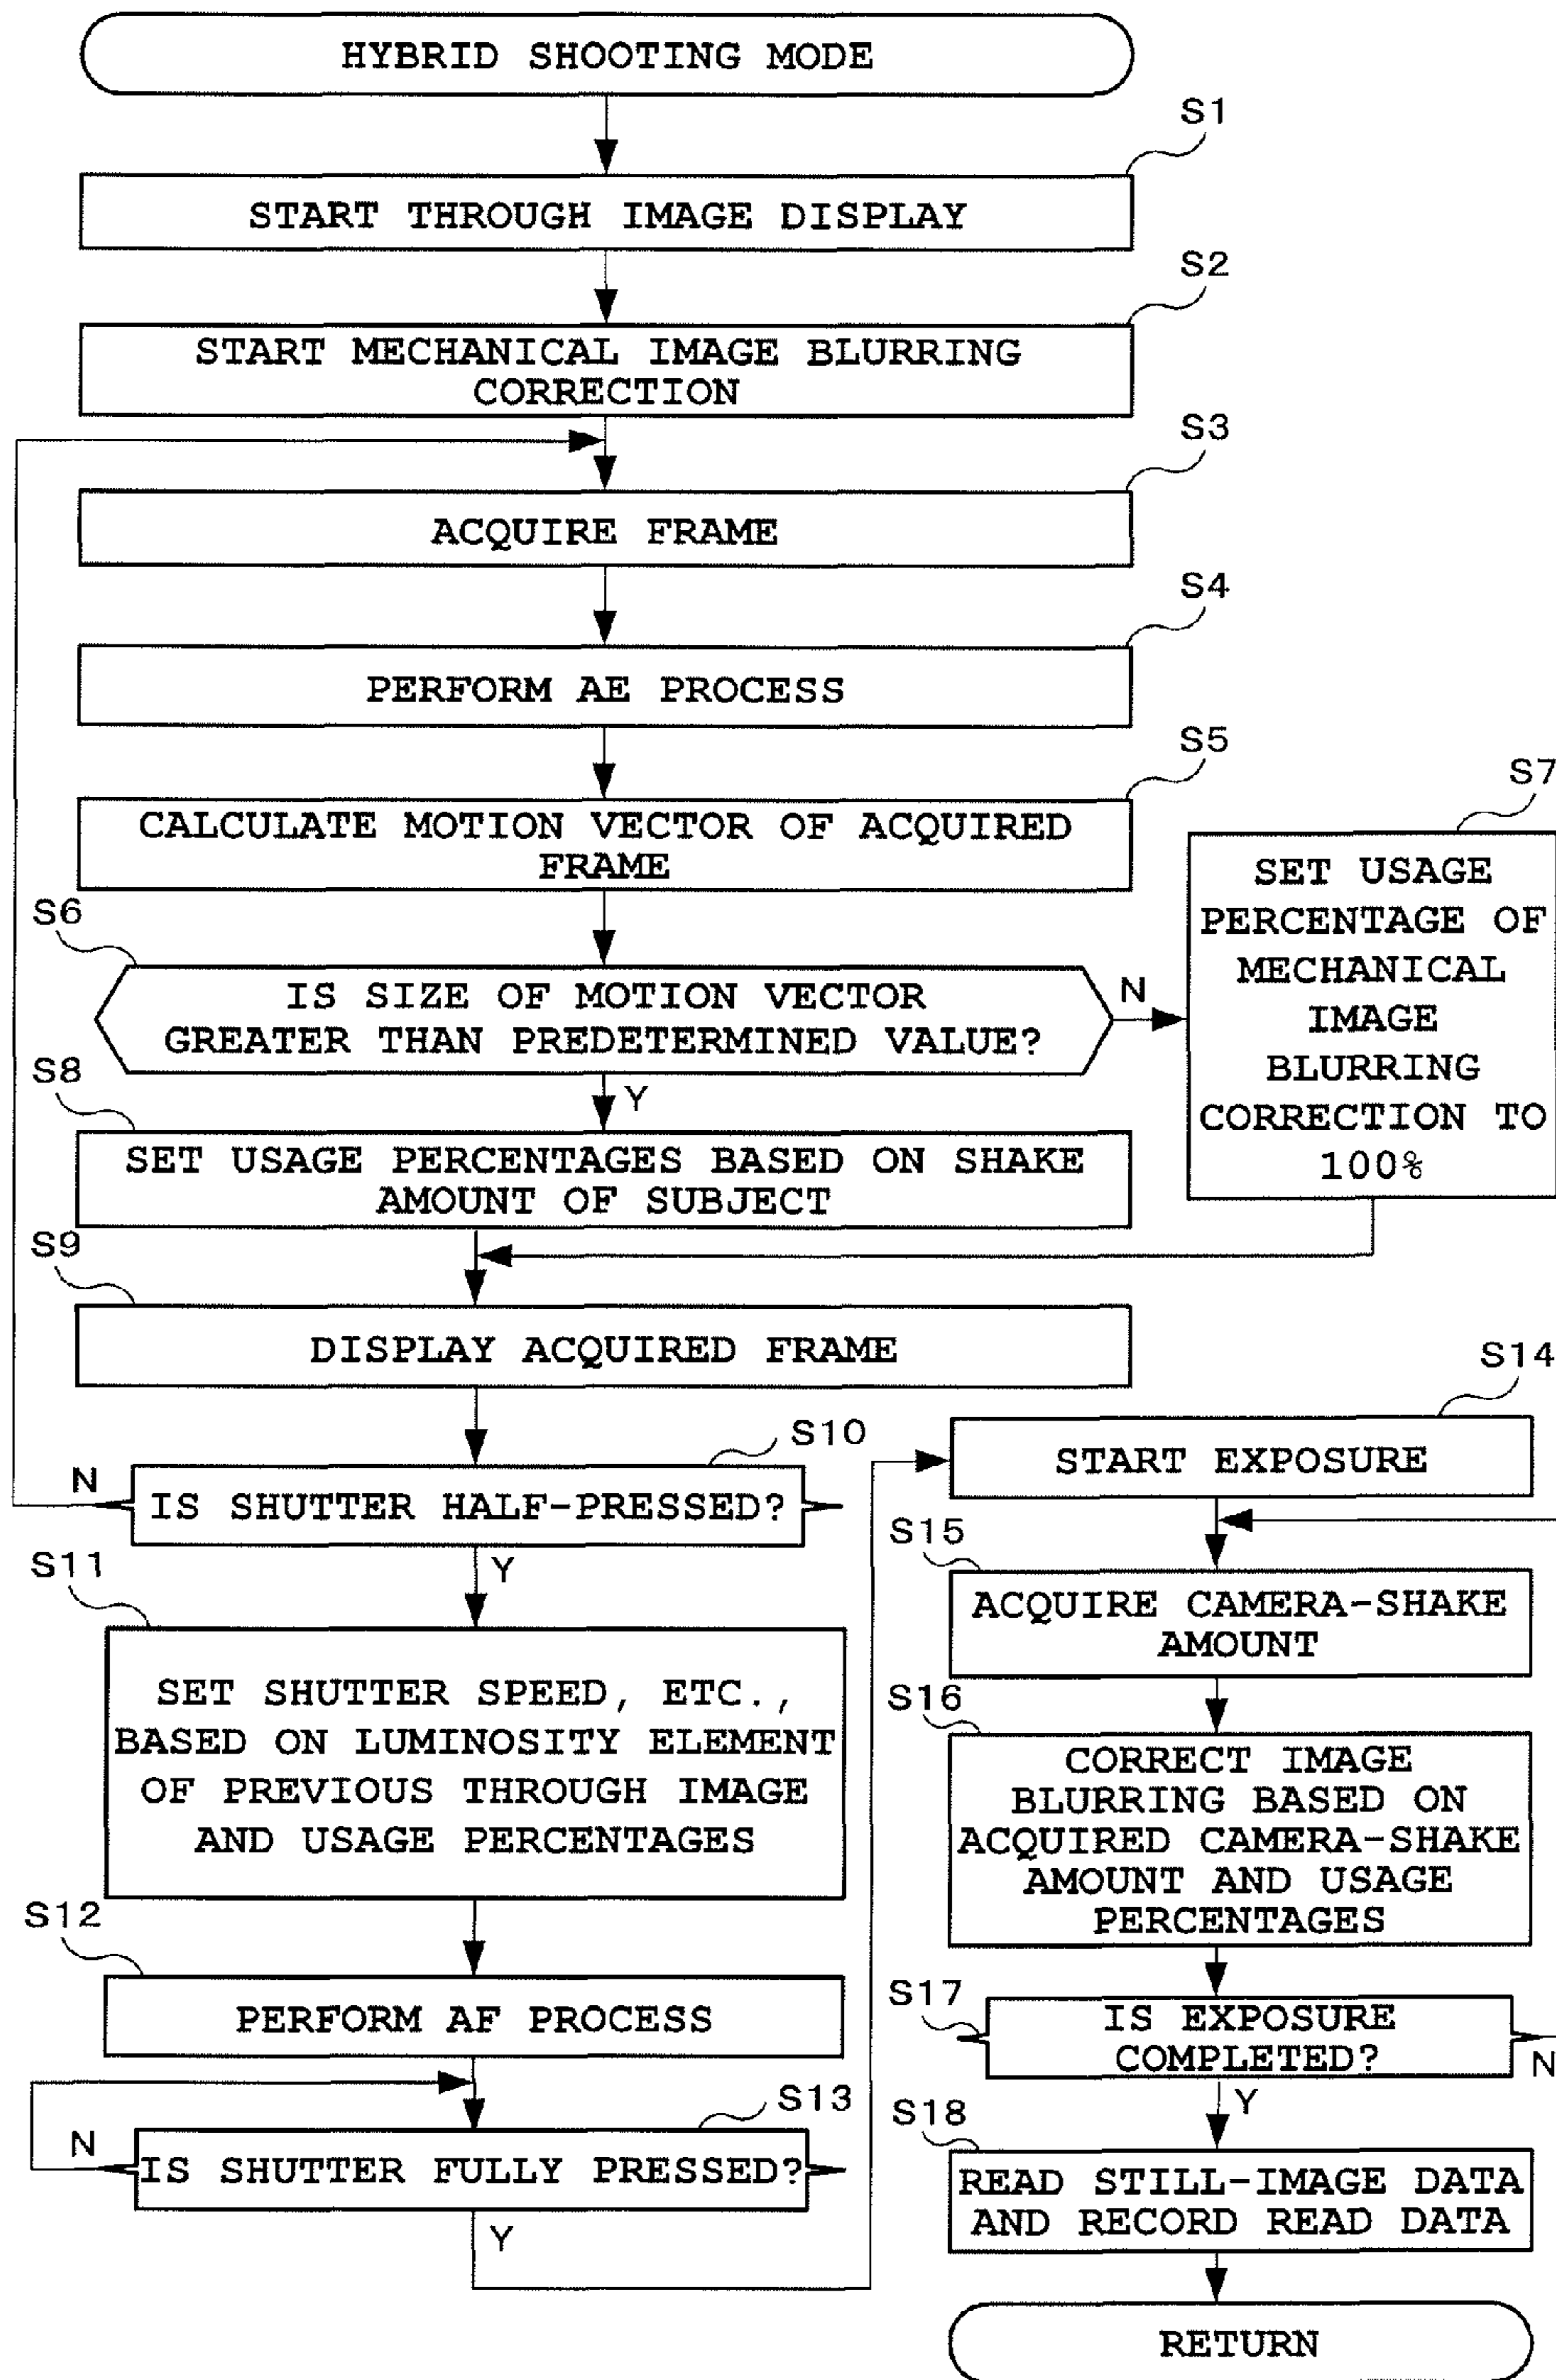 HYBRID SHOOTING MODE
S1
START THROUGH IMAGE DISPLAY
S2
START MECHANICAL IMAGE BLURRING
CORRECTION
S3
ACQUIRE FRAME
S4
PERFORM AE PROCESS
S5
CALCULATE MOTION VECTOR OF ACQUIRED
FRAME
S6
IS SIZE OF MOTION VECTOR
GREATER THAN PREDETERMINED VALUE?
N
Y
S7
SET USAGE
PERCENTAGE OF
MECHANICAL
IMAGE
BLURRING
CORRECTION TO
100%
S8
SET USAGE PERCENTAGES BASED ON SHAKE
AMOUNT OF SUBJECT
S9
DISPLAY ACQUIRED FRAME
S10
N
IS SHUTTER HALF-PRESSED?
Y
S11
SET SHUTTER SPEED, ETC.,
BASED ON LUMINOSITY ELEMENT
OF PREVIOUS THROUGH IMAGE
AND USAGE PERCENTAGES
S12
PERFORM AF PROCESS
S13
N
IS SHUTTER FULLY PRESSED?
Y
S14
START EXPOSURE
S15
ACQUIRE CAMERA-SHAKE
AMOUNT
S16
CORRECT IMAGE
BLURRING BASED ON
ACQUIRED CAMERA-SHAKE
AMOUNT AND USAGE
PERCENTAGES
S17
IS EXPOSURE
COMPLETED?
N
Y
S18
READ STILL-IMAGE DATA
AND RECORD READ DATA
RETURN